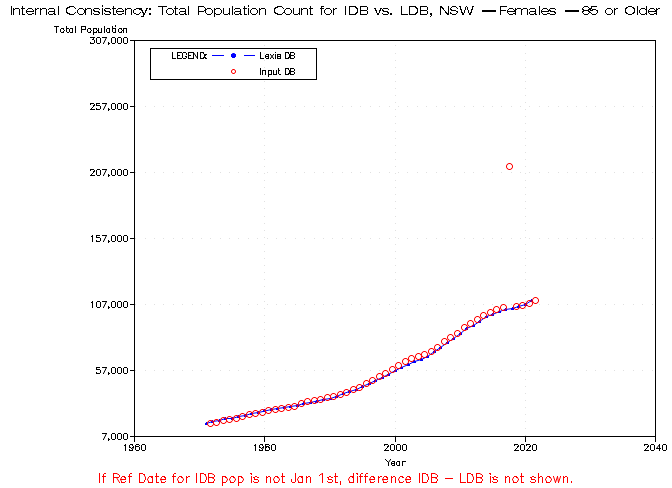 Internal Consistency: Total Population Count for IDB vs. LDB, NSW — Females — 85 or Older
Total Population
307,000
LEGEND: Lexis DB
Input DB
257,000
207,000
157,000
107,000
57,000
7,000
1960 1980 2000 2020 2040
Year
If Ref Date for IDB pop is not Jan 1st, difference IDB – LDB is not shown.